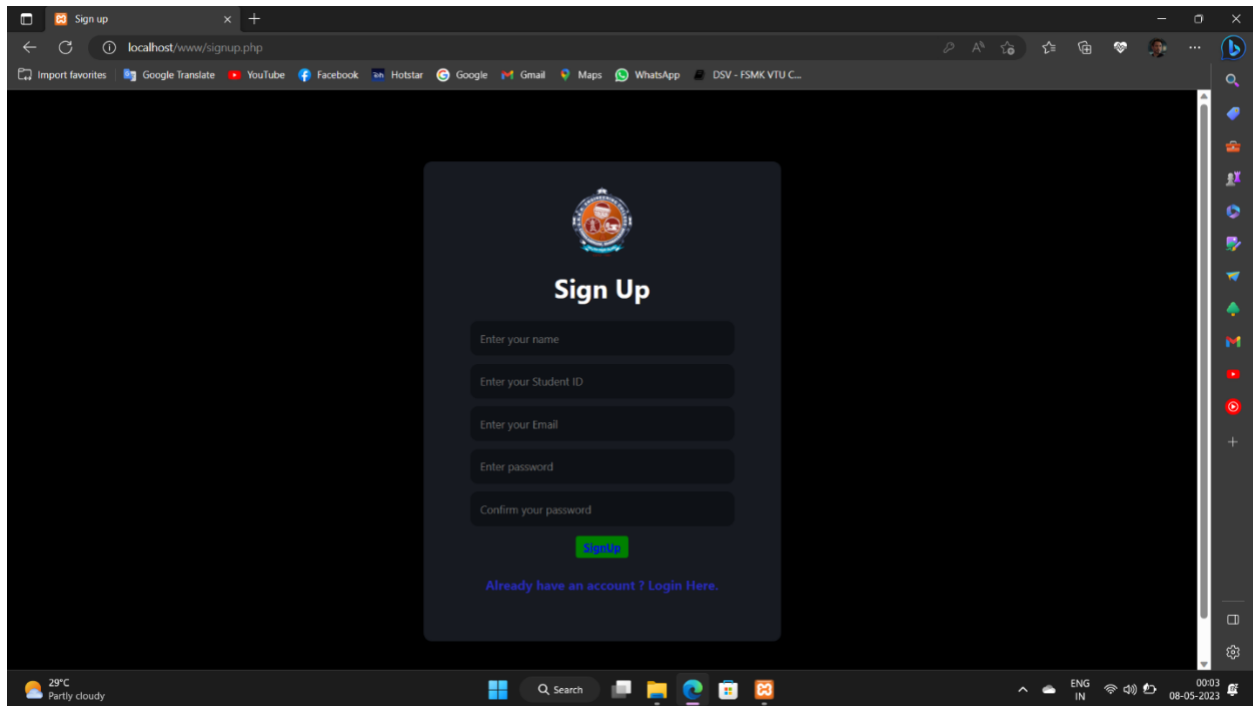 Sign up
localhost/www/signup.php
Import favorites Google Translate YouTube Facebook Hotstar Google Gmail Maps WhatsApp DSV - FSMK VTU C...
Sign Up
Enter your name
Enter your Student ID
Enter your Email
Enter password
Confirm your password
SignUp
Already have an account ? Login Here.
29°C
Partly cloudy
Search
ENG
IN
00:03
08-05-2023